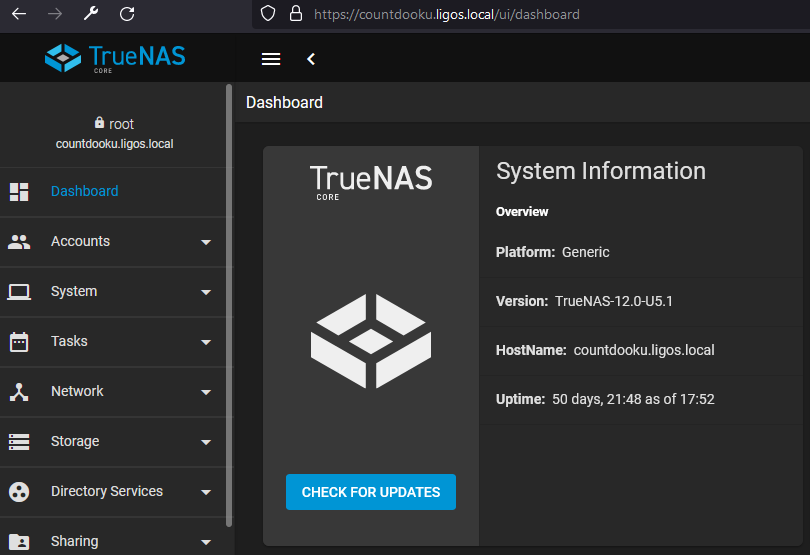 https://countdooku.ligos.local/ui/dashboard
TrueNAS
CORE
root
countdooku.ligos.local
Dashboard
Accounts
System
Tasks
Network
Storage
Directory Services
Sharing
Dashboard
TrueNAS
CORE
CHECK FOR UPDATES
System Information
Overview
Platform: Generic
Version: TrueNAS-12.0-U5.1
HostName: countdooku.ligos.local
Uptime: 50 days, 21:48 as of 17:52